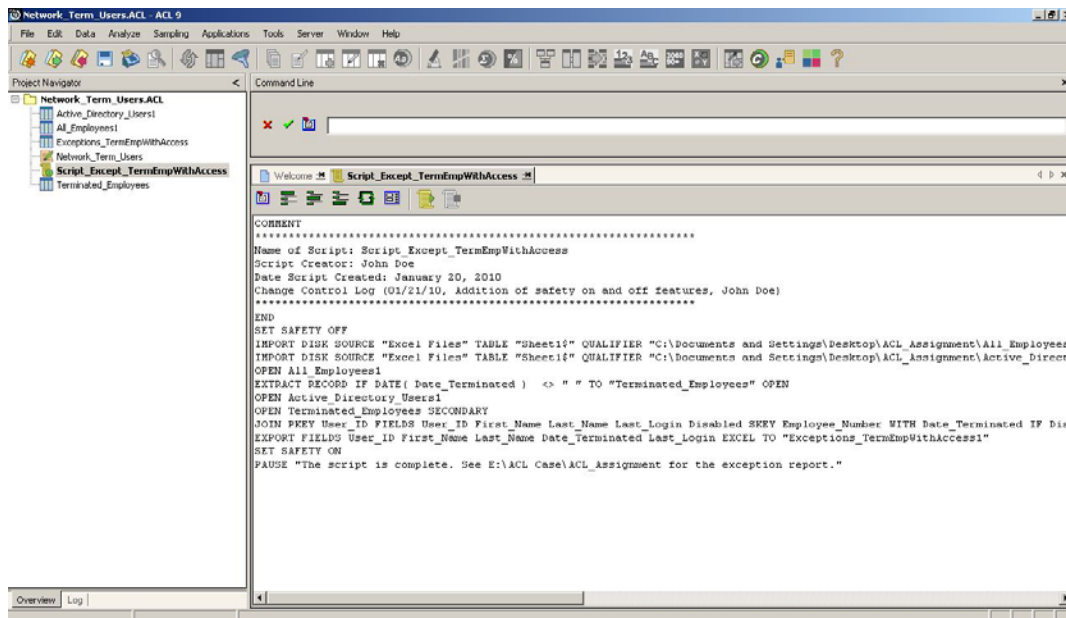 Network_Term_Users.ACL - ACL 9
File Edit Data Analyze Sampling Applications Tools Server Window Help
Project Navigator <
Command Line
Network_Term_Users.ACL
Active_Directory_Users1
All_Employees1
Exceptions_TermEmpWithAccess
Network_Term_Users
Script_Except_TermEmpWithAccess
Terminated_Employees
Welcome Script_Except_TermEmpWithAccess
COMMENT
******************************************************************
Name of Script: Script_Except_TermEmpWithAccess
Script Creator: John Doe
Date Script Created: January 20, 2010
Change Control Log (01/21/10, Addition of safety on and off features, John Doe)
******************************************************************
END
SET SAFETY OFF
IMPORT DISK SOURCE "Excel Files" TABLE "Sheet1$" QUALIFIER "C:\Documents and Settings\Desktop\ACL_Assignment\All_Employees
IMPORT DISK SOURCE "Excel Files" TABLE "Sheet1$" QUALIFIER "C:\Documents and Settings\Desktop\ACL_Assignment\Active_Direct
OPEN All_Employees1
EXTRACT RECORD IF DATE( Date_Terminated ) <> " " TO "Terminated_Employees" OPEN
OPEN Active_Directory_Users1
OPEN Terminated_Employees SECONDARY
JOIN PKEY User_ID FIELDS User_ID First_Name Last_Name Last_Login Disabled SKEY Employee_Number WITH Date_Terminated IF Dis
EXPORT FIELDS User_ID First_Name Last_Name Date_Terminated Last_Login EXCEL TO "Exceptions_TermEmpWithAccess1"
SET SAFETY ON
PAUSE "The script is complete. See E:\ACL Case\ACL_Assignment for the exception report."
Overview Log